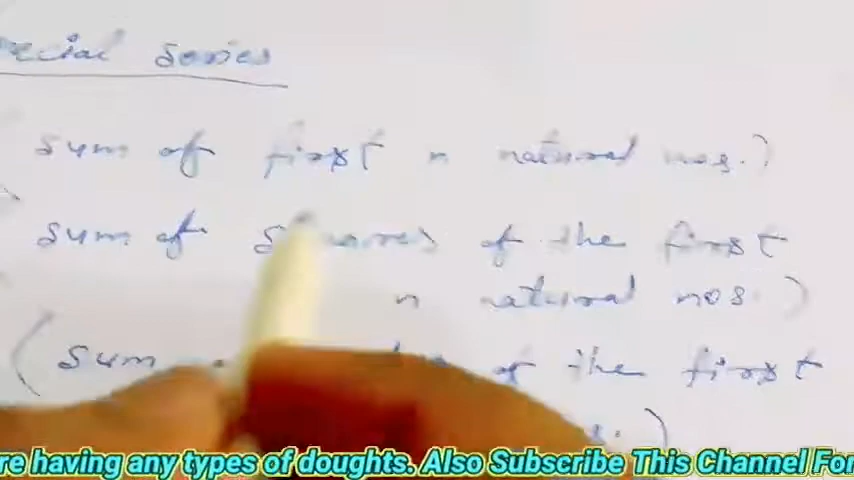 ecial series
sum of first n natural nos.)
sum of squares of the first
n natural nos.)
(sum of the first
s.)
re having any types of doughts. Also Subscribe This Channel For